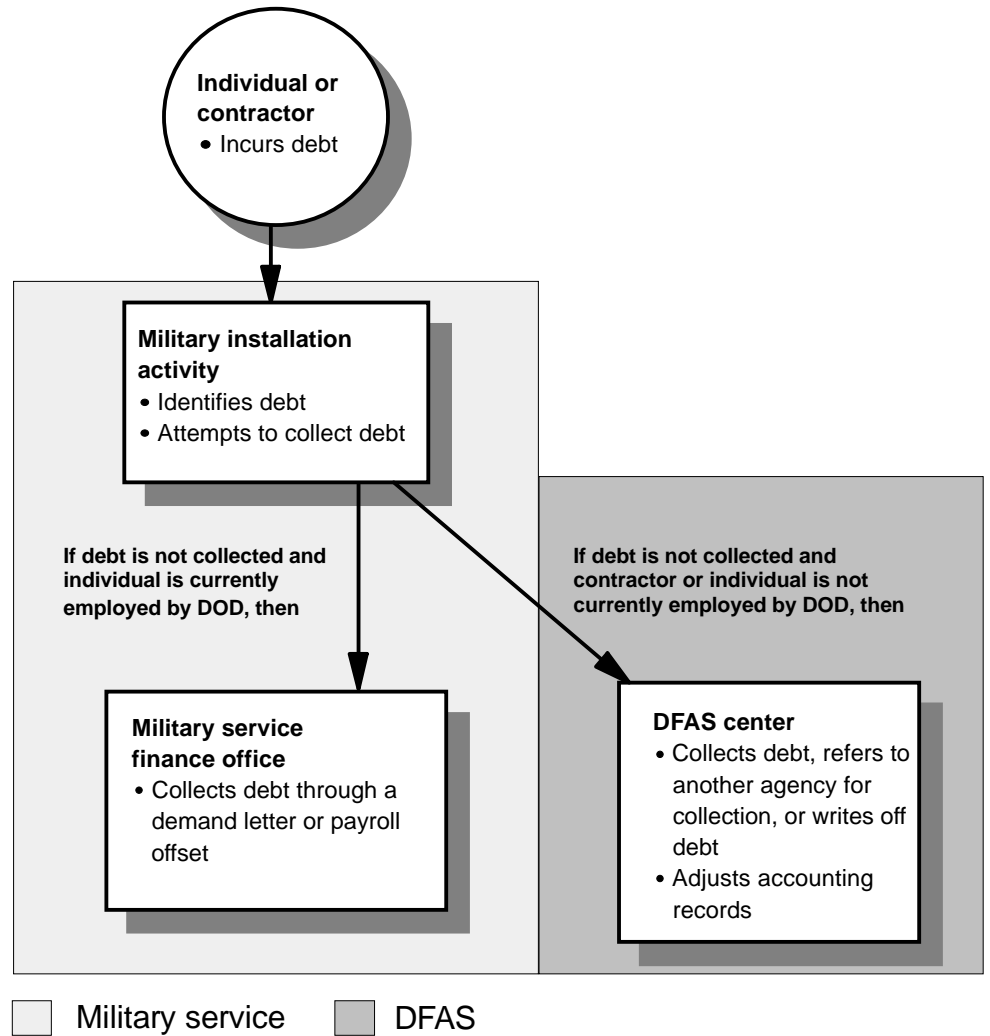 Individual or
contractor
• Incurs debt
Military installation
activity
• Identifies debt
• Attempts to collect debt
If debt is not collected and
individual is currently
employed by DOD, then
If debt is not collected and
contractor or individual is not
currently employed by DOD, then
Military service
finance office
• Collects debt through a
demand letter or payroll
offset
DFAS center
• Collects debt, refers to
another agency for
collection, or writes off
debt
• Adjusts accounting
records
Military service
DFAS